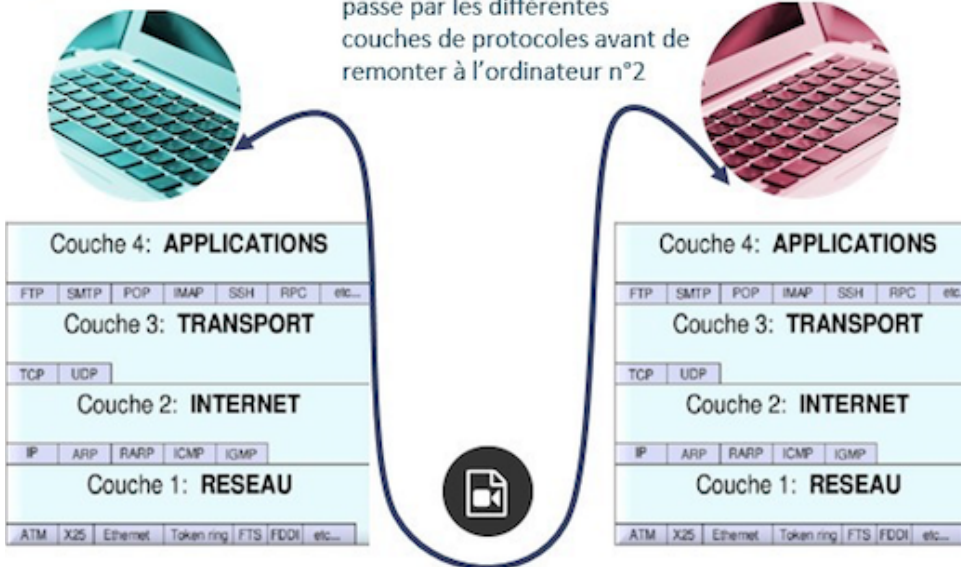 passe par les différentes
couches de protocoles avant de
remonter à l'ordinateur n°2
Couche 4: APPLICATIONS
FTP SMTP POP IMAP SSH RPC etc...
Couche 3: TRANSPORT
TCP UDP
Couche 2: INTERNET
IP ARP RARP ICMP IGMP
Couche 1: RESEAU
ATM X25 Ethernet Token ring FTS FDDI etc...
Couche 4: APPLICATIONS
FTP SMTP POP IMAP SSH RPC etc
Couche 3: TRANSPORT
TCP UDP
Couche 2: INTERNET
IP ARP RARP ICMP IGMP
Couche 1: RESEAU
ATM X25 Ethernet Token ring FTS FDDI etc...